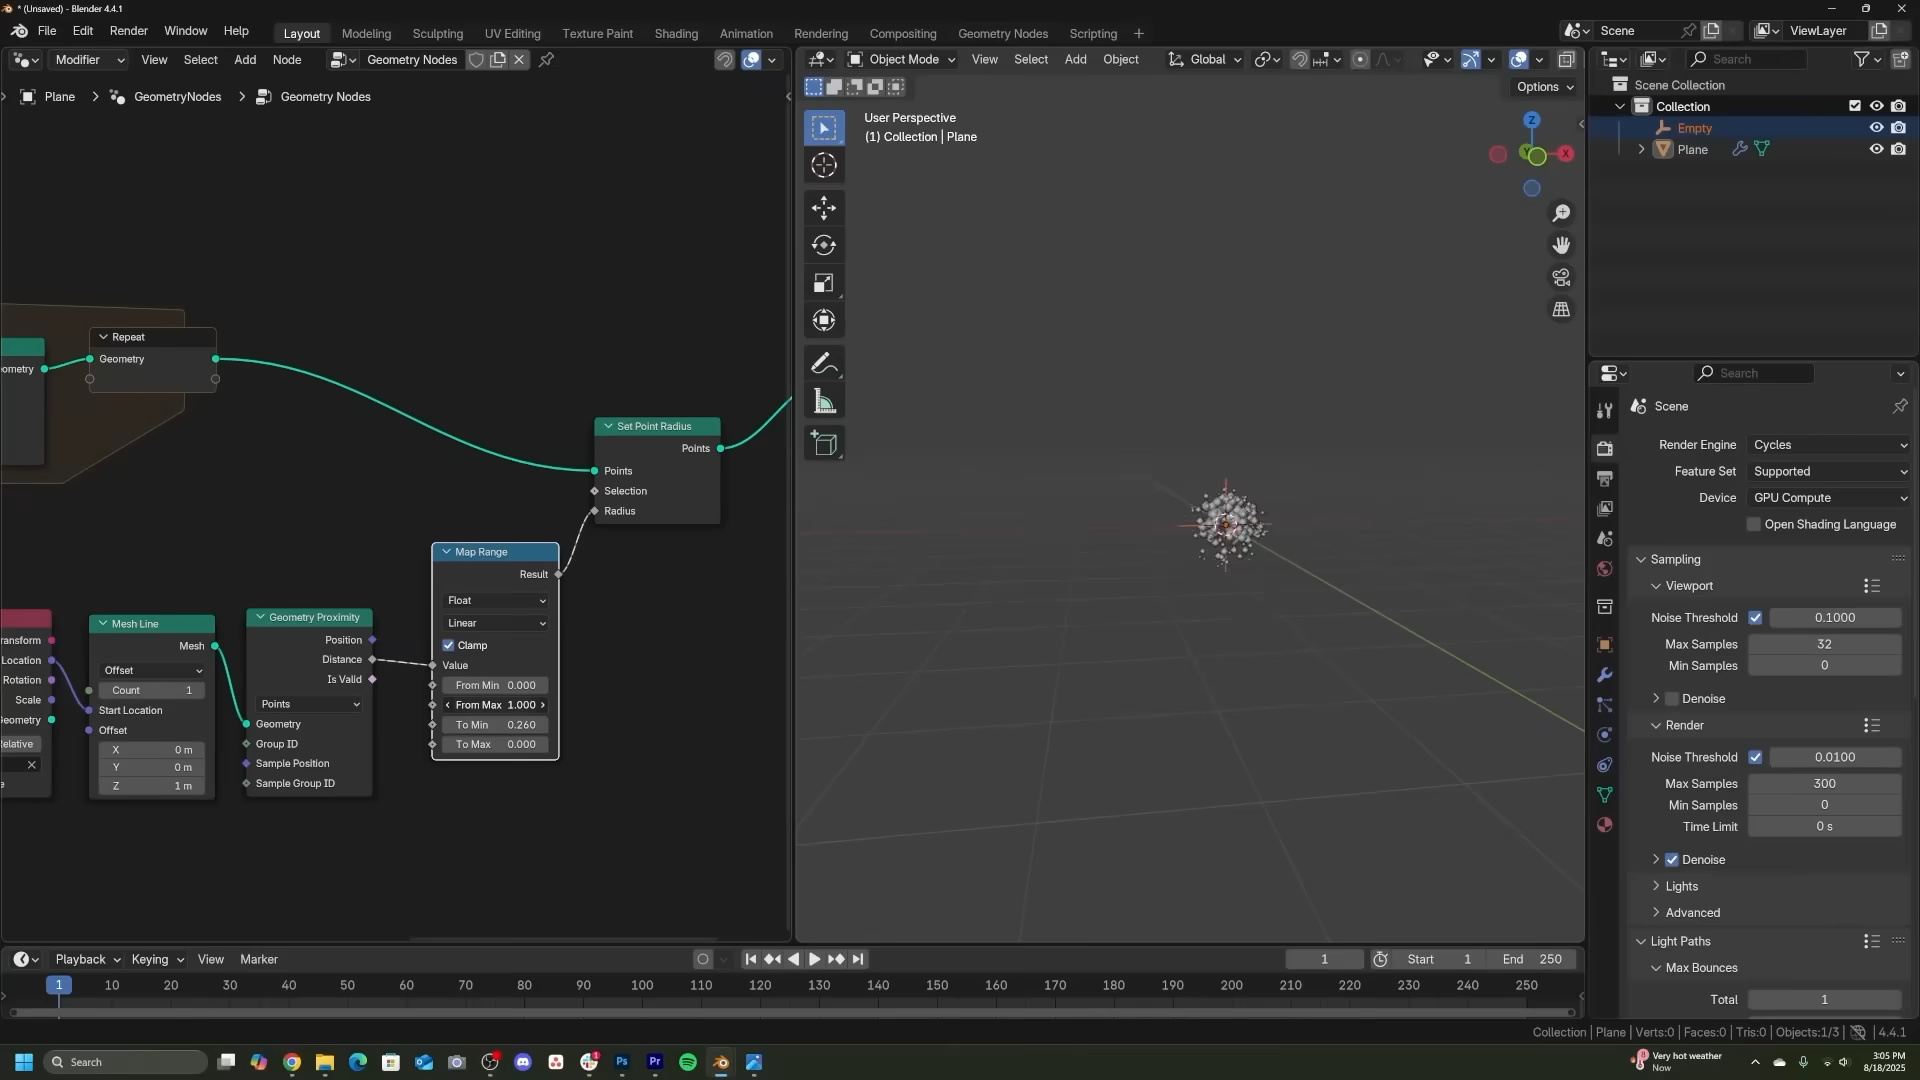 * (Unsaved) - Blender 4.4.1
File Edit Render Window Help
Layout Modeling Sculpting UV Editing Texture Paint Shading Animation Rendering Compositing Geometry Nodes Scripting +
Scene
ViewLayer
Modifier View Select Add Node Geometry Nodes
Plane > GeometryNodes > Geometry Nodes
Repeat
Geometry
ometry
Set Point Radius
Points
Points
Selection
Radius
Map Range
Result
Float
Linear
Clamp
Value
From Min 0.000
From Max 1.000
To Min 0.260
To Max 0.000
ransform
Location
Rotation
Scale
Geometry
elative
e
Mesh Line
Mesh
Offset
Count 1
Start Location
Offset
X 0 m
Y 0 m
Z 1 m
Geometry Proximity
Position
Distance
Is Valid
Points
Geometry
Group ID
Sample Position
Sample Group ID
Object Mode View Select Add Object Global
Options
User Perspective
(1) Collection | Plane
Z
X
Search
Scene Collection
Collection
Empty
Plane
Search
Scene
Render Engine Cycles
Feature Set Supported
Device GPU Compute
Open Shading Language
Sampling
Viewport
Noise Threshold 0.1000
Max Samples 32
Min Samples 0
Denoise
Render
Noise Threshold 0.0100
Max Samples 300
Min Samples 0
Time Limit 0 s
Denoise
Lights
Advanced
Light Paths
Max Bounces
Total 1
Playback Keying View Marker
1 Start 1 End 250
1 10 20 30 40 50 60 70 80 90 100 110 120 130 140 150 160 170 180 190 200 210 220 230 240 250
Collection | Plane | Verts:0 | Faces:0 | Tris:0 | Objects:1/3 | 4.4.1
Search
Very hot weather
Now
3:05 PM
8/18/2025